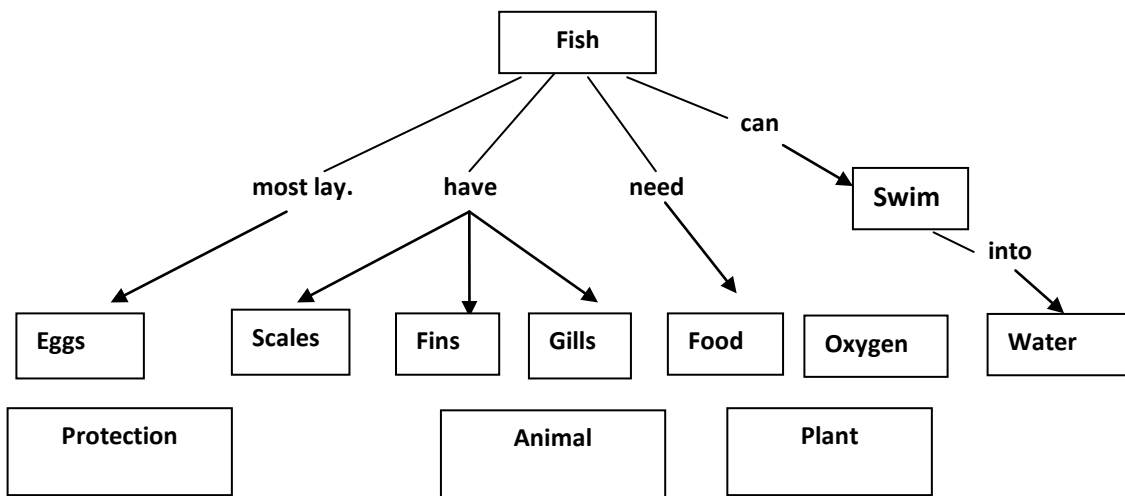 Fish
can
most lay.
have
need
Swim
into
Eggs
Scales
Fins
Gills
Food
Oxygen
Water
Protection
Animal
Plant